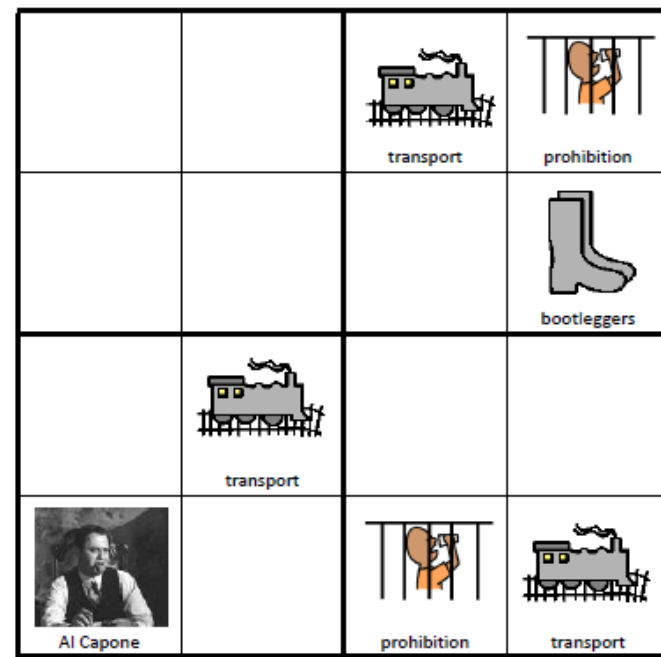 transport
prohibition
bootleggers
transport
Al Capone
prohibition
transport